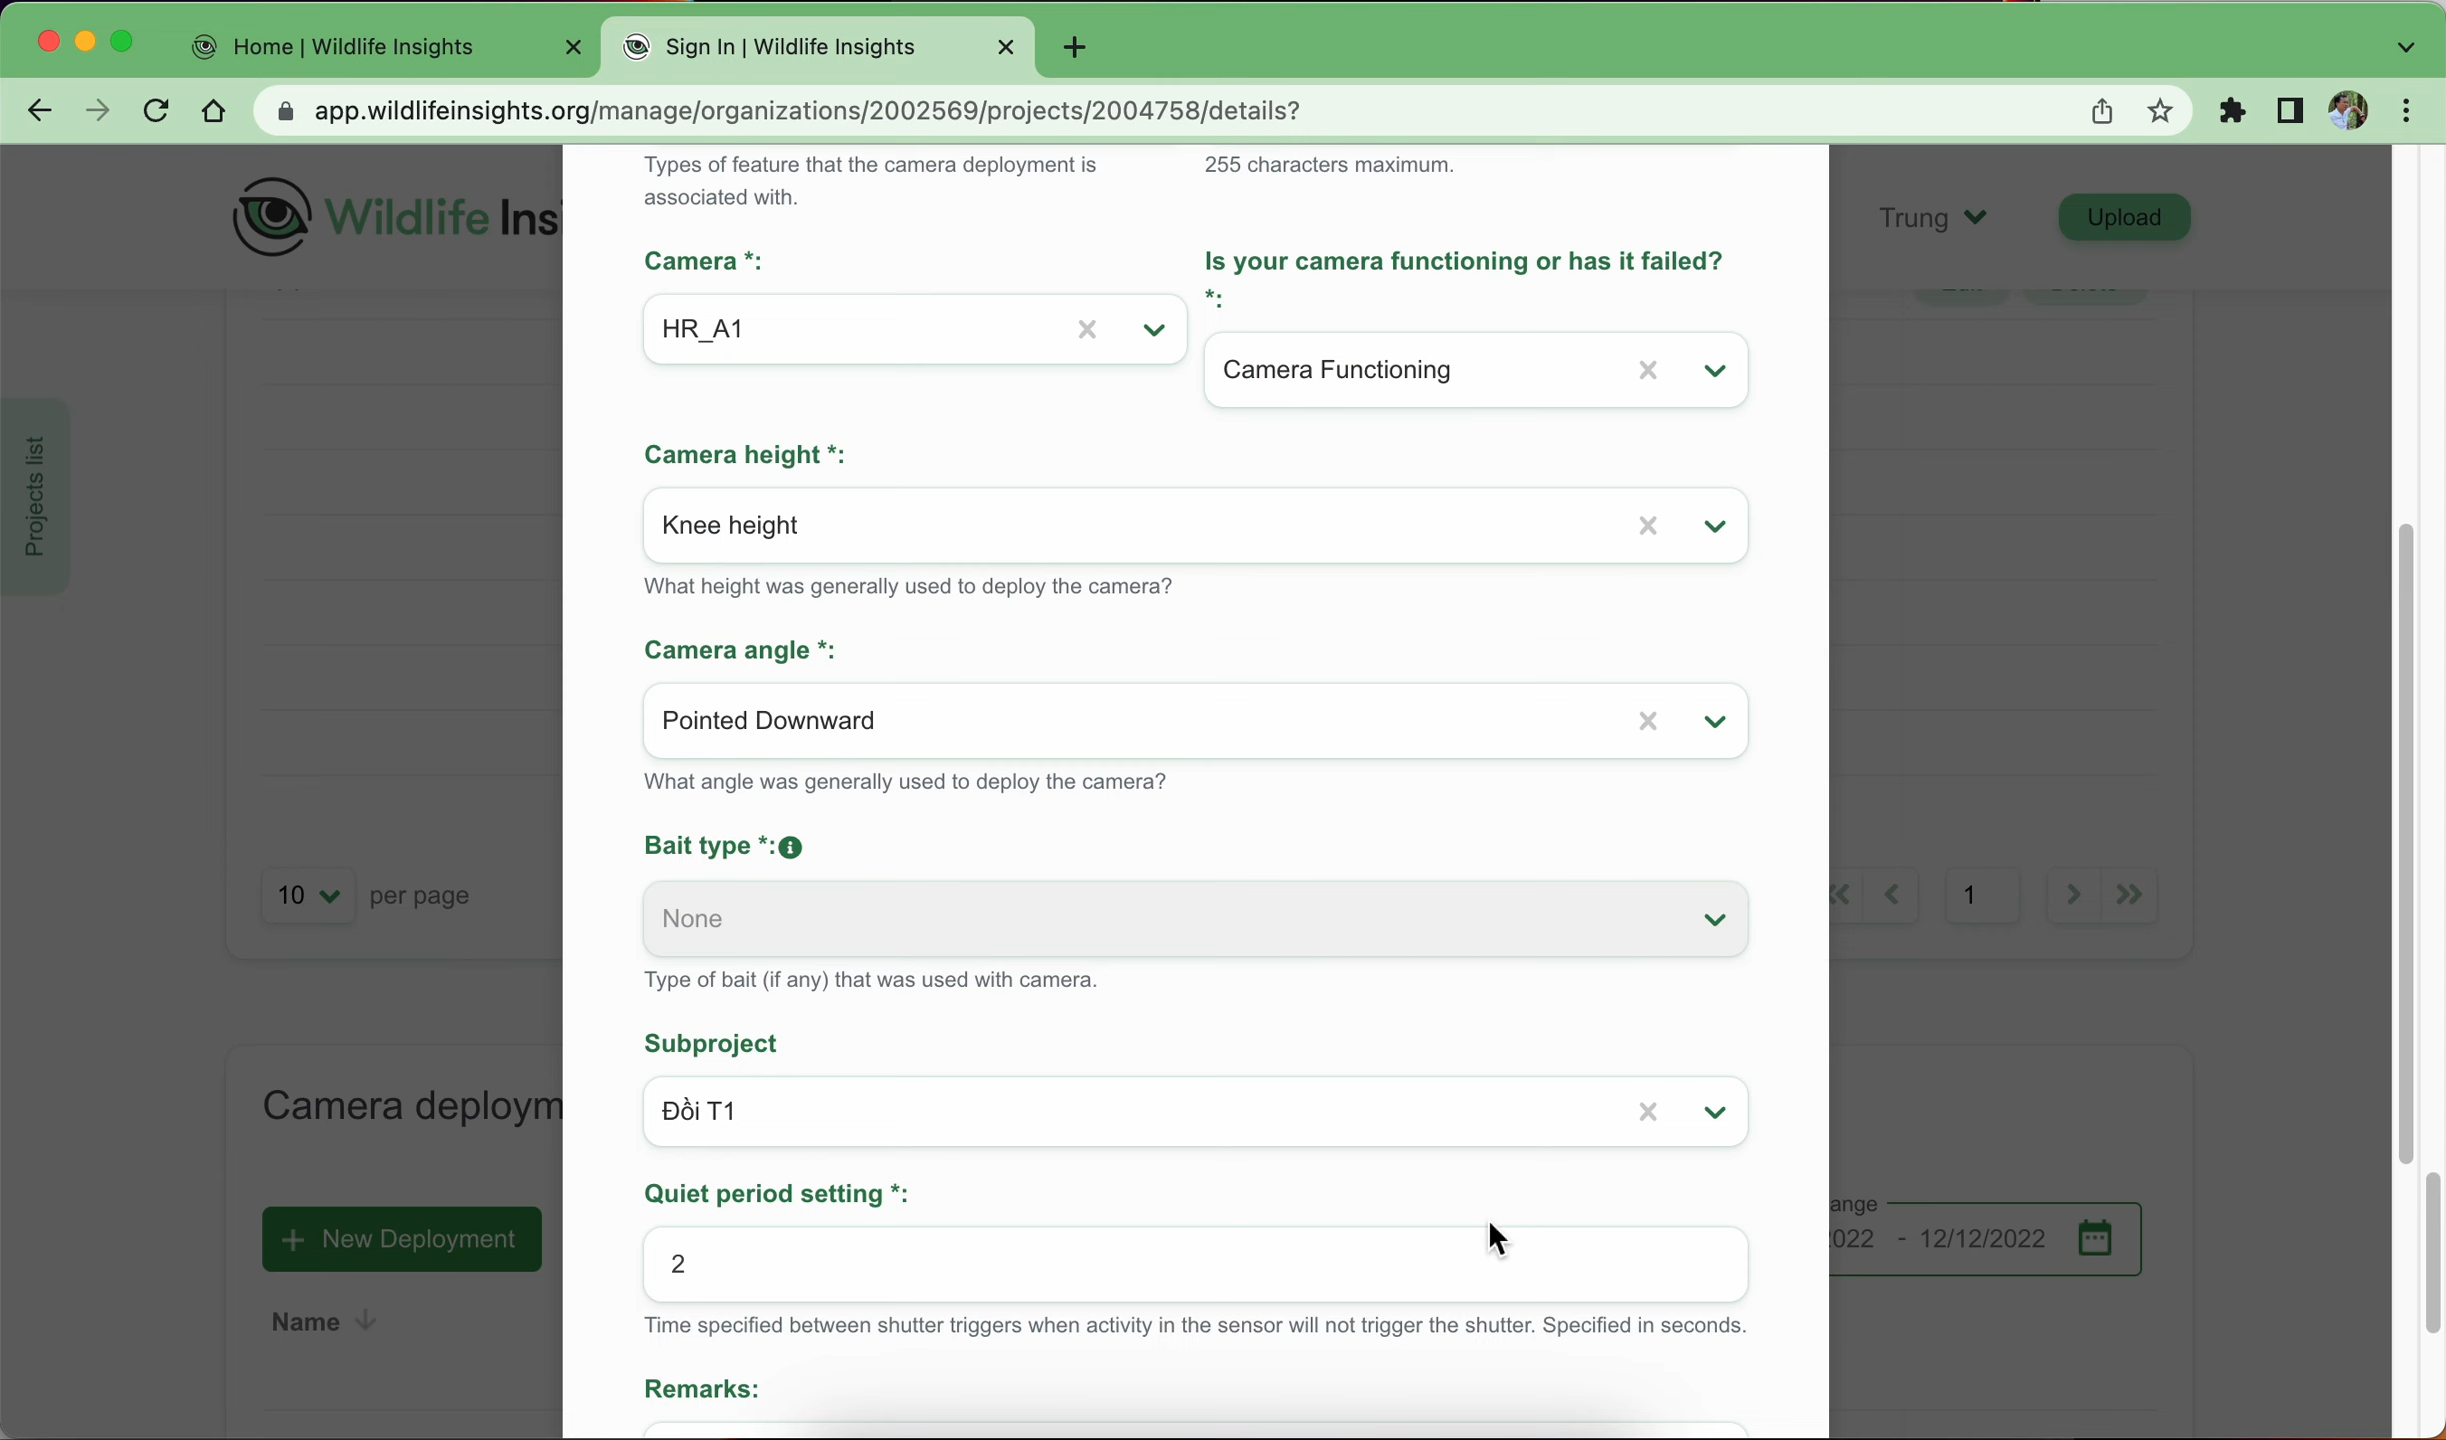 Home | Wildlife Insights
Sign In | Wildlife Insights
app.wildlifeinsights.org/manage/organizations/2002569/projects/2004758/details?
Wildlife Insi
Trung
Upload
Projects list
Types of feature that the camera deployment is
associated with.
255 characters maximum.
Camera *:
HR_A1
Is your camera functioning or has it failed?
*:
Camera Functioning
Camera height *:
Knee height
What height was generally used to deploy the camera?
Camera angle *:
Pointed Downward
What angle was generally used to deploy the camera?
Bait type *:
None
Type of bait (if any) that was used with camera.
10 per page
1
Subproject
Đồi T1
Camera deploym
Quiet period setting *:
2
Time specified between shutter triggers when activity in the sensor will not trigger the shutter. Specified in seconds.
Remarks:
+ New Deployment
Name
ange
2022 - 12/12/2022